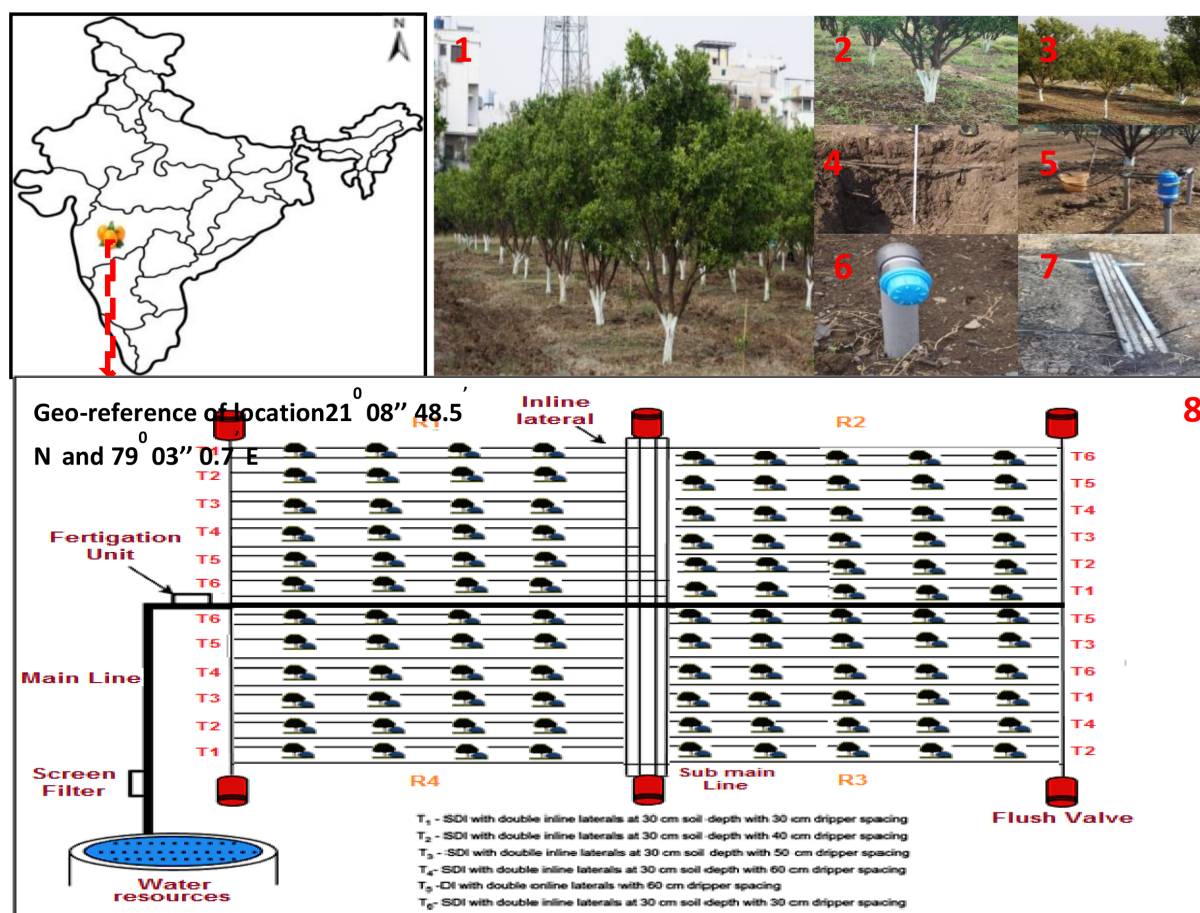 N
1
2
3
4
5
6
7
8
Geo-reference of location21⁰ 08’’ 48.5’
N and 79⁰ 03’’ 0.7’ E
Inline
lateral
R1
R2
T1
T2
T3
T4
T5
T6
T6
T5
T4
T3
T2
T1
Fertigation
Unit
T6
T5
T4
T3
T2
T1
T5
T3
T6
T1
T4
T2
Main Line
Screen
Filter
R4
Sub main
Line
R3
Flush Valve
Water
resources
T₁ - SDI with double inline laterals at 30 cm soil depth with 30 cm dripper spacing
T₂ - SDI with double inline laterals at 30 cm soil depth with 40 cm dripper spacing
T₃ - SDI with double inline laterals at 30 cm soil depth with 50 cm dripper spacing
T₄- SDI with double inline laterals at 30 cm soil depth with 60 cm dripper spacing
T₅ -DI with double online laterals with 60 cm dripper spacing
T₆- SDI with double inline laterals at 30 cm soil depth with 30 cm dripper spacing